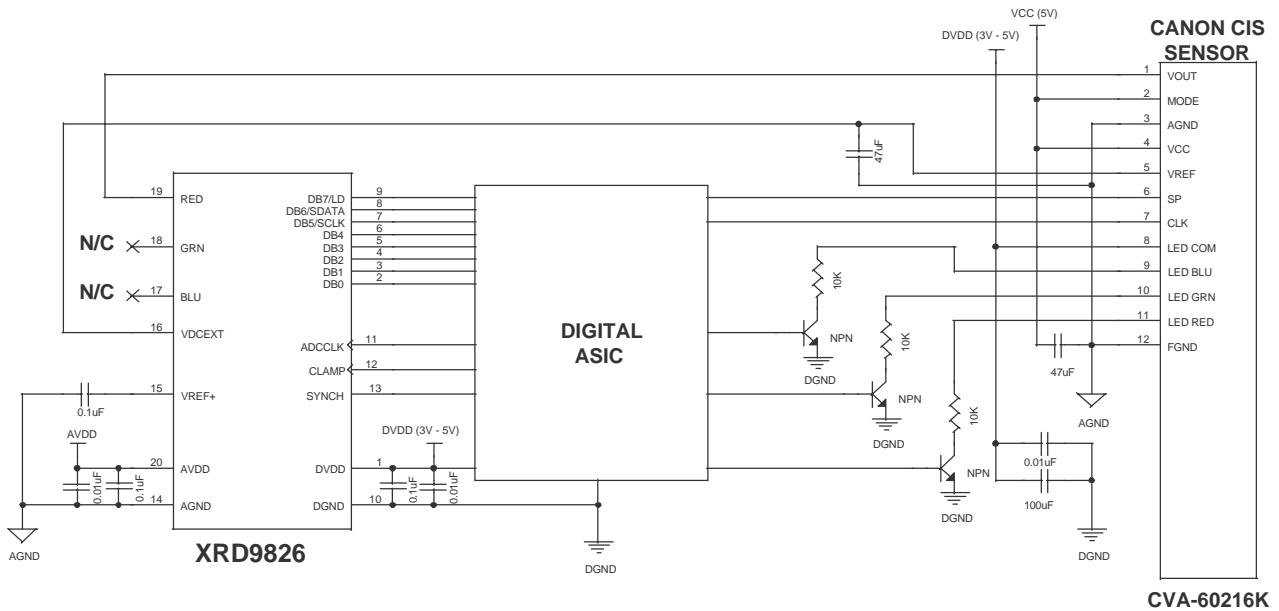 VCC (5V)
DVDD (3V - 5V)
CANON CIS
SENSOR
1 VOUT
2 MODE
3 AGND
4 VCC
5 VREF
6 SP
7 CLK
8 LED COM
9 LED BLU
10 LED GRN
11 LED RED
12 FGND
47uF
19 RED
N/C 18 GRN
N/C 17 BLU
16 VDCEXT
15 VREF+
0.1uF
AVDD
20 AVDD
0.01uF
0.1uF
14 AGND
AGND
DB7/LD 9
DB6/SDATA 8
DB5/SCLK 7
DB4 6
DB3 5
DB2 4
DB1 3
DB0 2
ADCCLK 11
CLAMP 12
SYNCH 13
DVDD (3V - 5V)
DVDD 1
0.1uF
0.01uF
DGND 10
XRD9826
DIGITAL
ASIC
DGND
10K
NPN
DGND
10K
NPN
DGND
10K
NPN
DGND
47uF
AGND
0.01uF
100uF
DGND
CVA-60216K